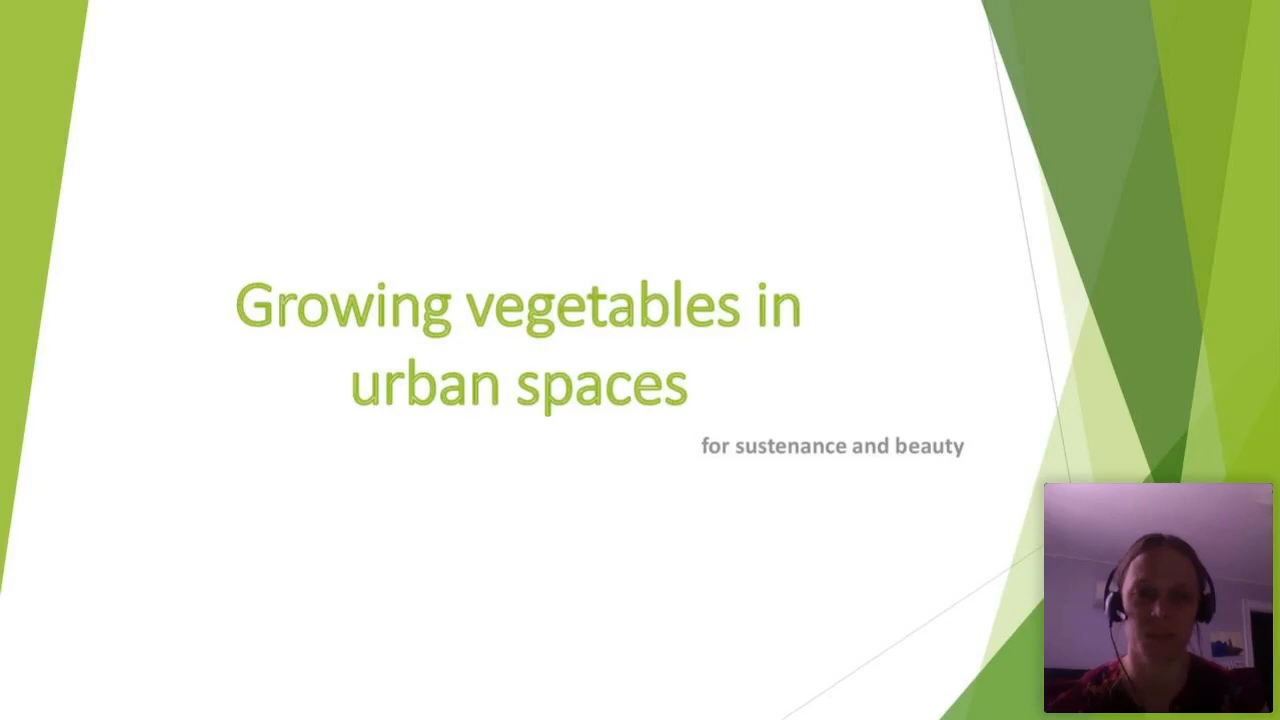 Growing vegetables in
urban spaces
for sustenance and beauty